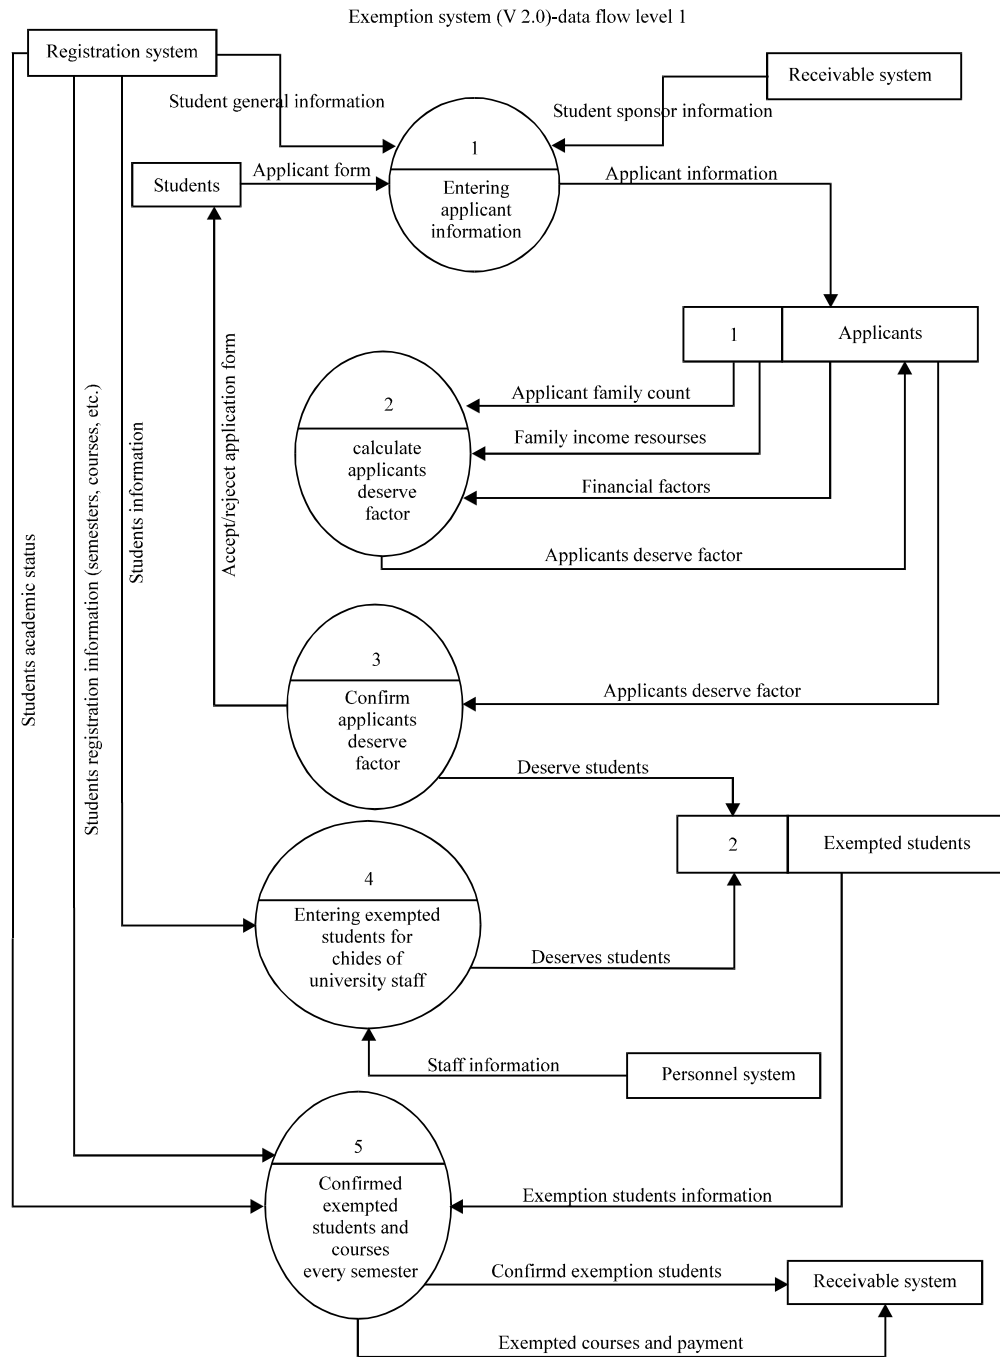 Exemption system (V 2.0)-data flow level 1
Registration system
Receivable system
Student general information
Student sponsor information
1
Entering
applicant
information
Students
Applicant form
Applicant information
1
Applicants
Applicant family count
Family income resourses
Financial factors
2
calculate
applicants
deserve
factor
Applicants deserve factor
Accept/rejecet application form
Students information
Students registration information (semesters, courses, etc.)
Students academic status
3
Confirm
applicants
deserve
factor
Applicants deserve factor
Deserve students
2
Exempted students
4
Entering exempted
students for
chides of
university staff
Deserves students
Staff information
Personnel system
5
Confirmed
exempted
students and
courses
every semester
Exemption students information
Confirmd exemption students
Receivable system
Exempted courses and payment